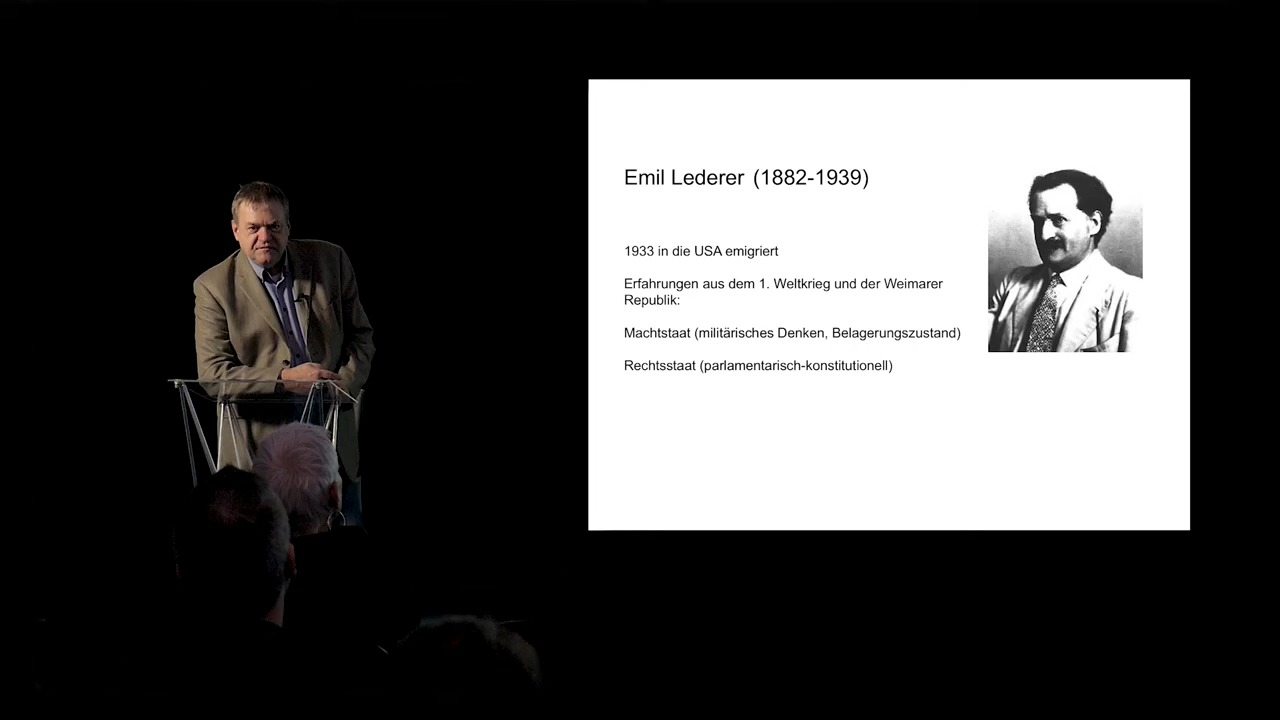 Emil Lederer (1882-1939)
1933 in die USA emigriert
Erfahrungen aus dem 1. Weltkrieg und der Weimarer
Republik:
Machtstaat (militärisches Denken, Belagerungszustand)
Rechtsstaat (parlamentarisch-konstitutionell)